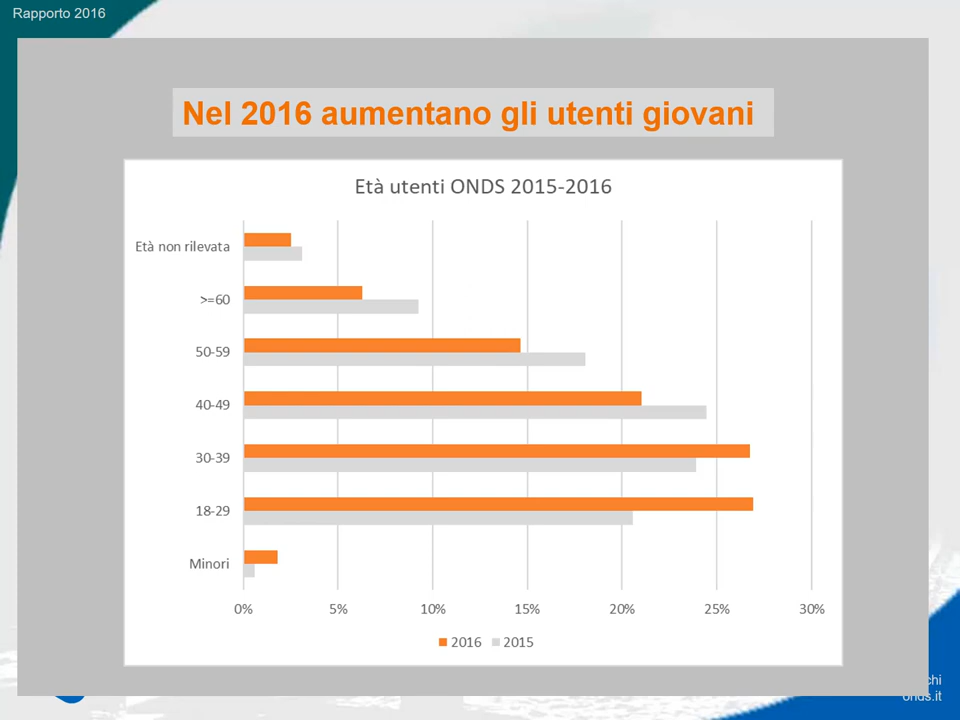 Rapporto 2016
Nel 2016 aumentano gli utenti giovani
Età utenti ONDS 2015-2016
Età non rilevata
>=60
50-59
40-49
30-39
18-29
Minori
0% 5% 10% 15% 20% 25% 30%
2016 2015
onds.it